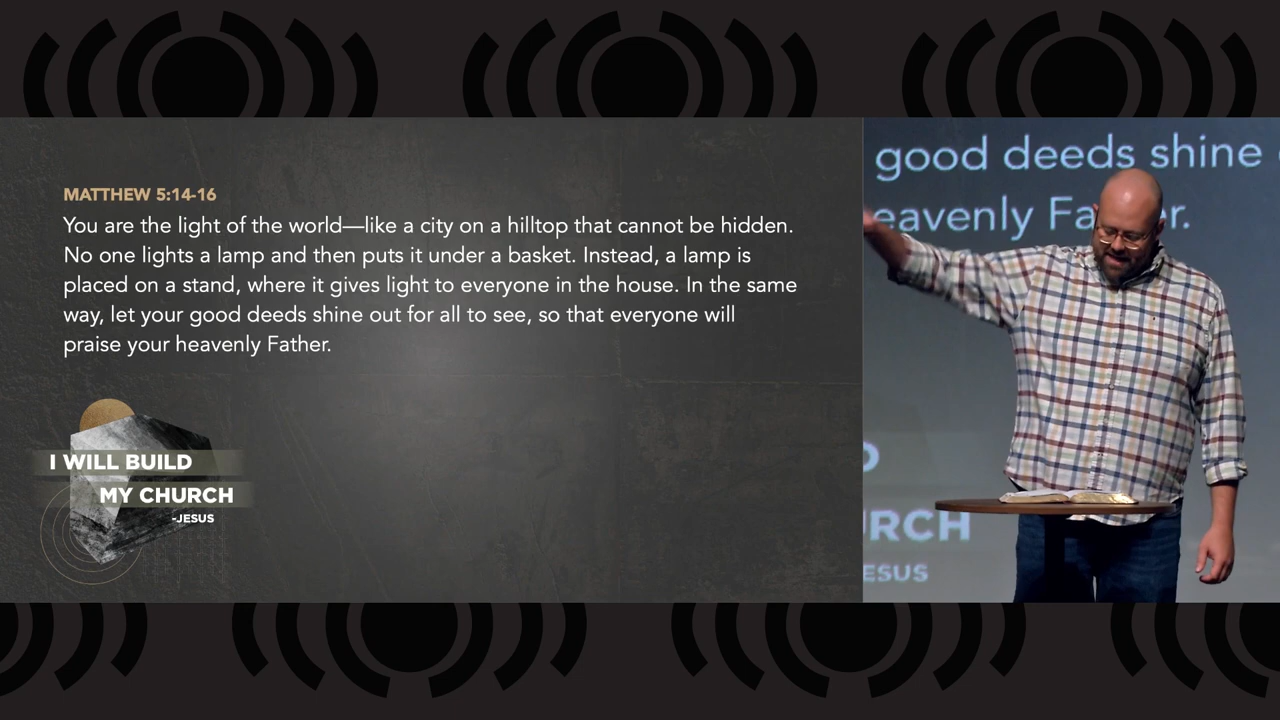 MATTHEW 5:14-16
You are the light of the world—like a city on a hilltop that cannot be hidden.
No one lights a lamp and then puts it under a basket. Instead, a lamp is
placed on a stand, where it gives light to everyone in the house. In the same
way, let your good deeds shine out for all to see, so that everyone will
praise your heavenly Father.
I WILL BUILD
MY CHURCH
-JESUS
good deeds shine
eavenly Fa er.
D
URCH
ESUS